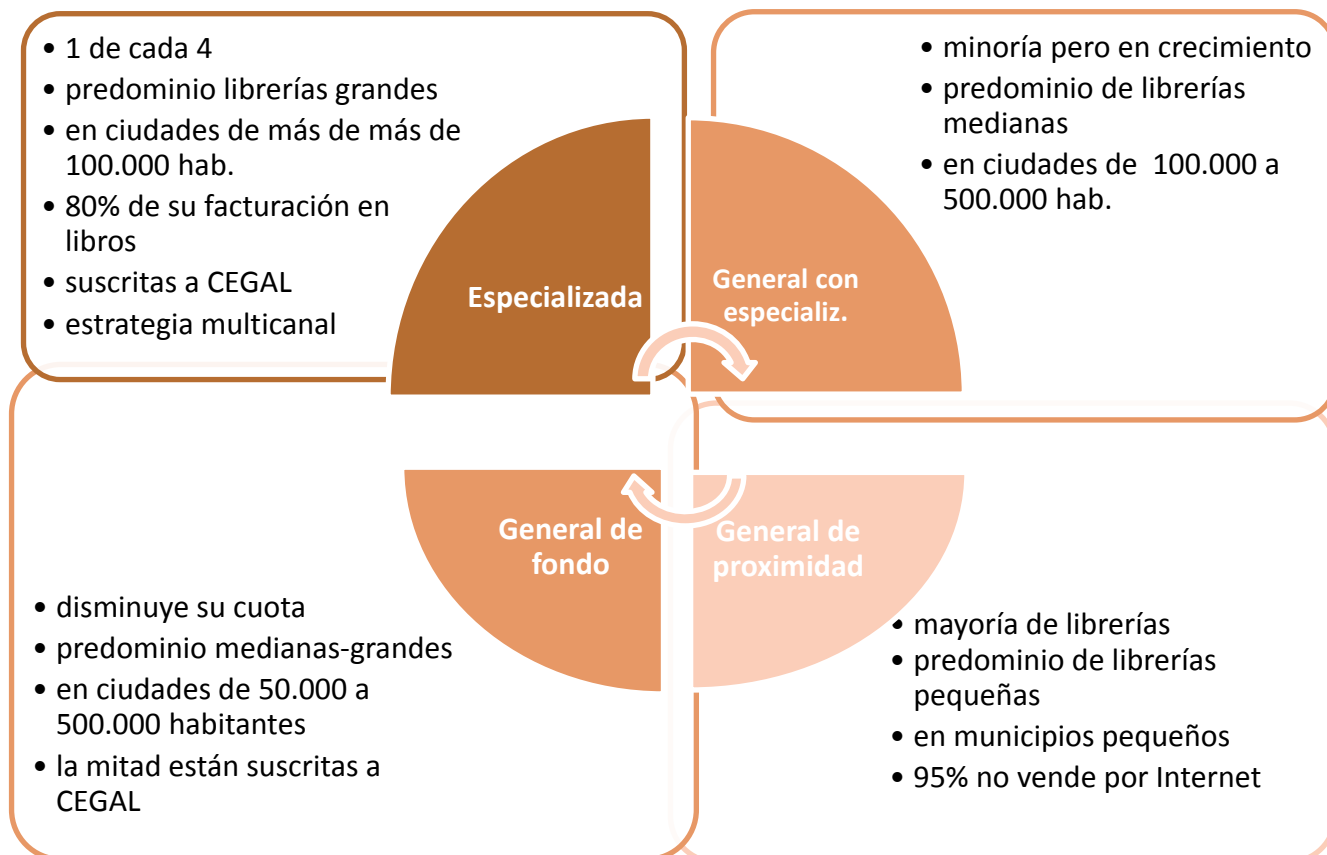 • 1 de cada 4
• predominio librerías grandes
• en ciudades de más de más de
100.000 hab.
• 80% de su facturación en
libros
• suscritas a CEGAL
• estrategia multicanal
Especializada
• minoría pero en crecimiento
• predominio de librerías
medianas
• en ciudades de 100.000 a
500.000 hab.
General con
especializ.
General de
fondo
• disminuye su cuota
• predominio medianas-grandes
• en ciudades de 50.000 a
500.000 habitantes
• la mitad están suscritas a
CEGAL
General de
proximidad
• mayoría de librerías
• predominio de librerías
pequeñas
• en municipios pequeños
• 95% no vende por Internet